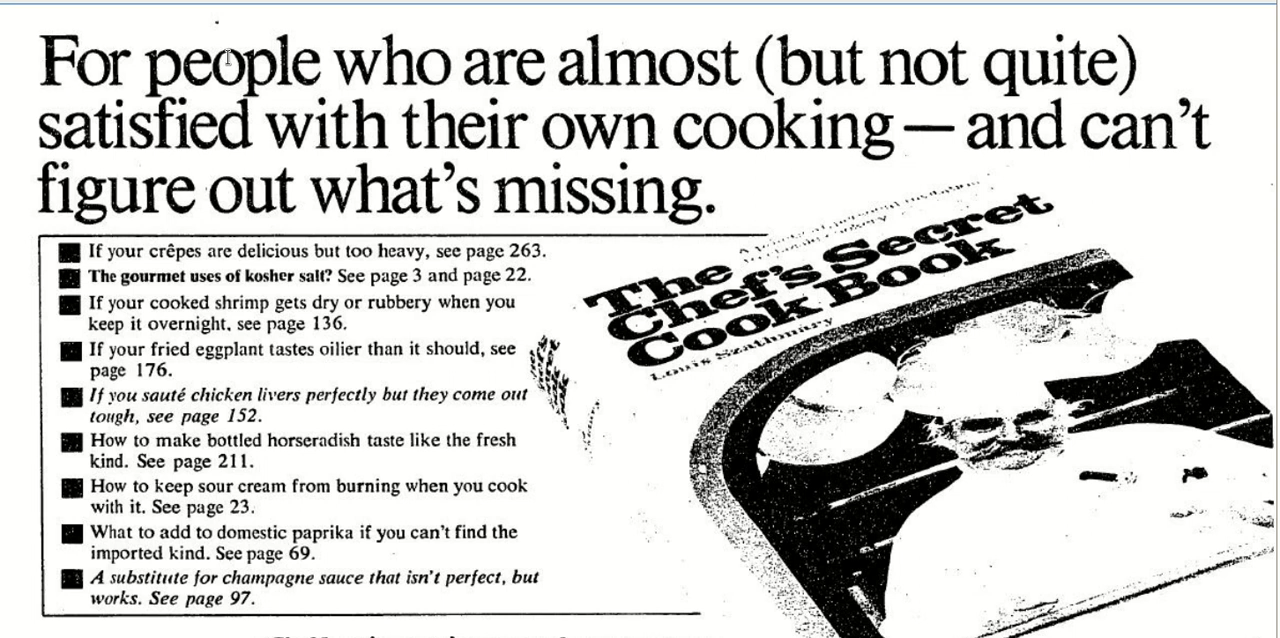 For people who are almost (but not quite)
satisfied with their own cooking — and can't
figure out what's missing.
If your crêpes are delicious but too heavy, see page 263.
The gourmet uses of kosher salt? See page 3 and page 22.
If your cooked shrimp gets dry or rubbery when you
keep it overnight, see page 136.
If your fried eggplant tastes oilier than it should, see
page 176.
If you sauté chicken livers perfectly but they come out
tough, see page 152.
How to make bottled horseradish taste like the fresh
kind. See page 211.
How to keep sour cream from burning when you cook
with it. See page 23.
What to add to domestic paprika if you can't find the
imported kind. See page 69.
A substitute for champagne sauce that isn't perfect, but
works. See page 97.
The
Chef's Secret
Cook Book
Louis Szathmáry